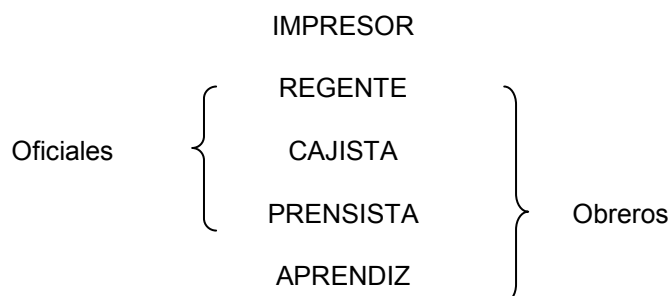 IMPRESOR
REGENTE
Oficiales CAJISTA
PRENSISTA Obreros
APRENDIZ